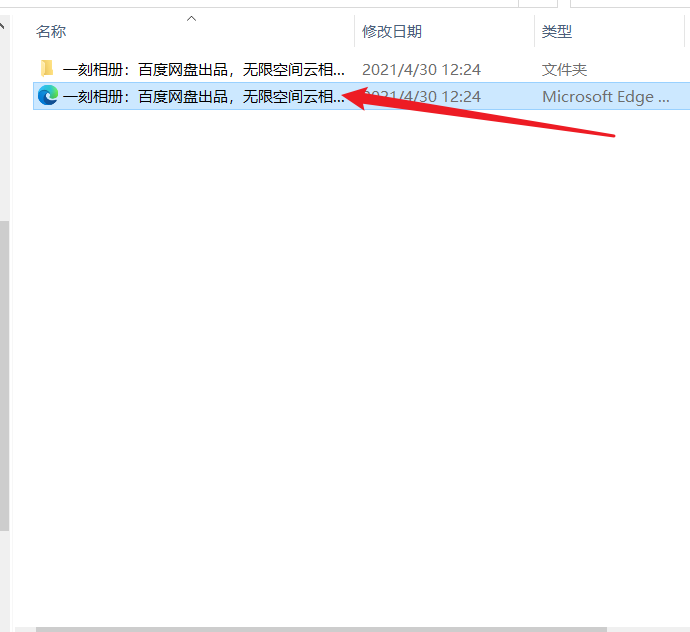 名称 修改日期 类型
一刻相册：百度网盘出品，无限空间云相... 2021/4/30 12:24 文件夹
一刻相册：百度网盘出品，无限空间云相... 2021/4/30 12:24 Microsoft Edge ...